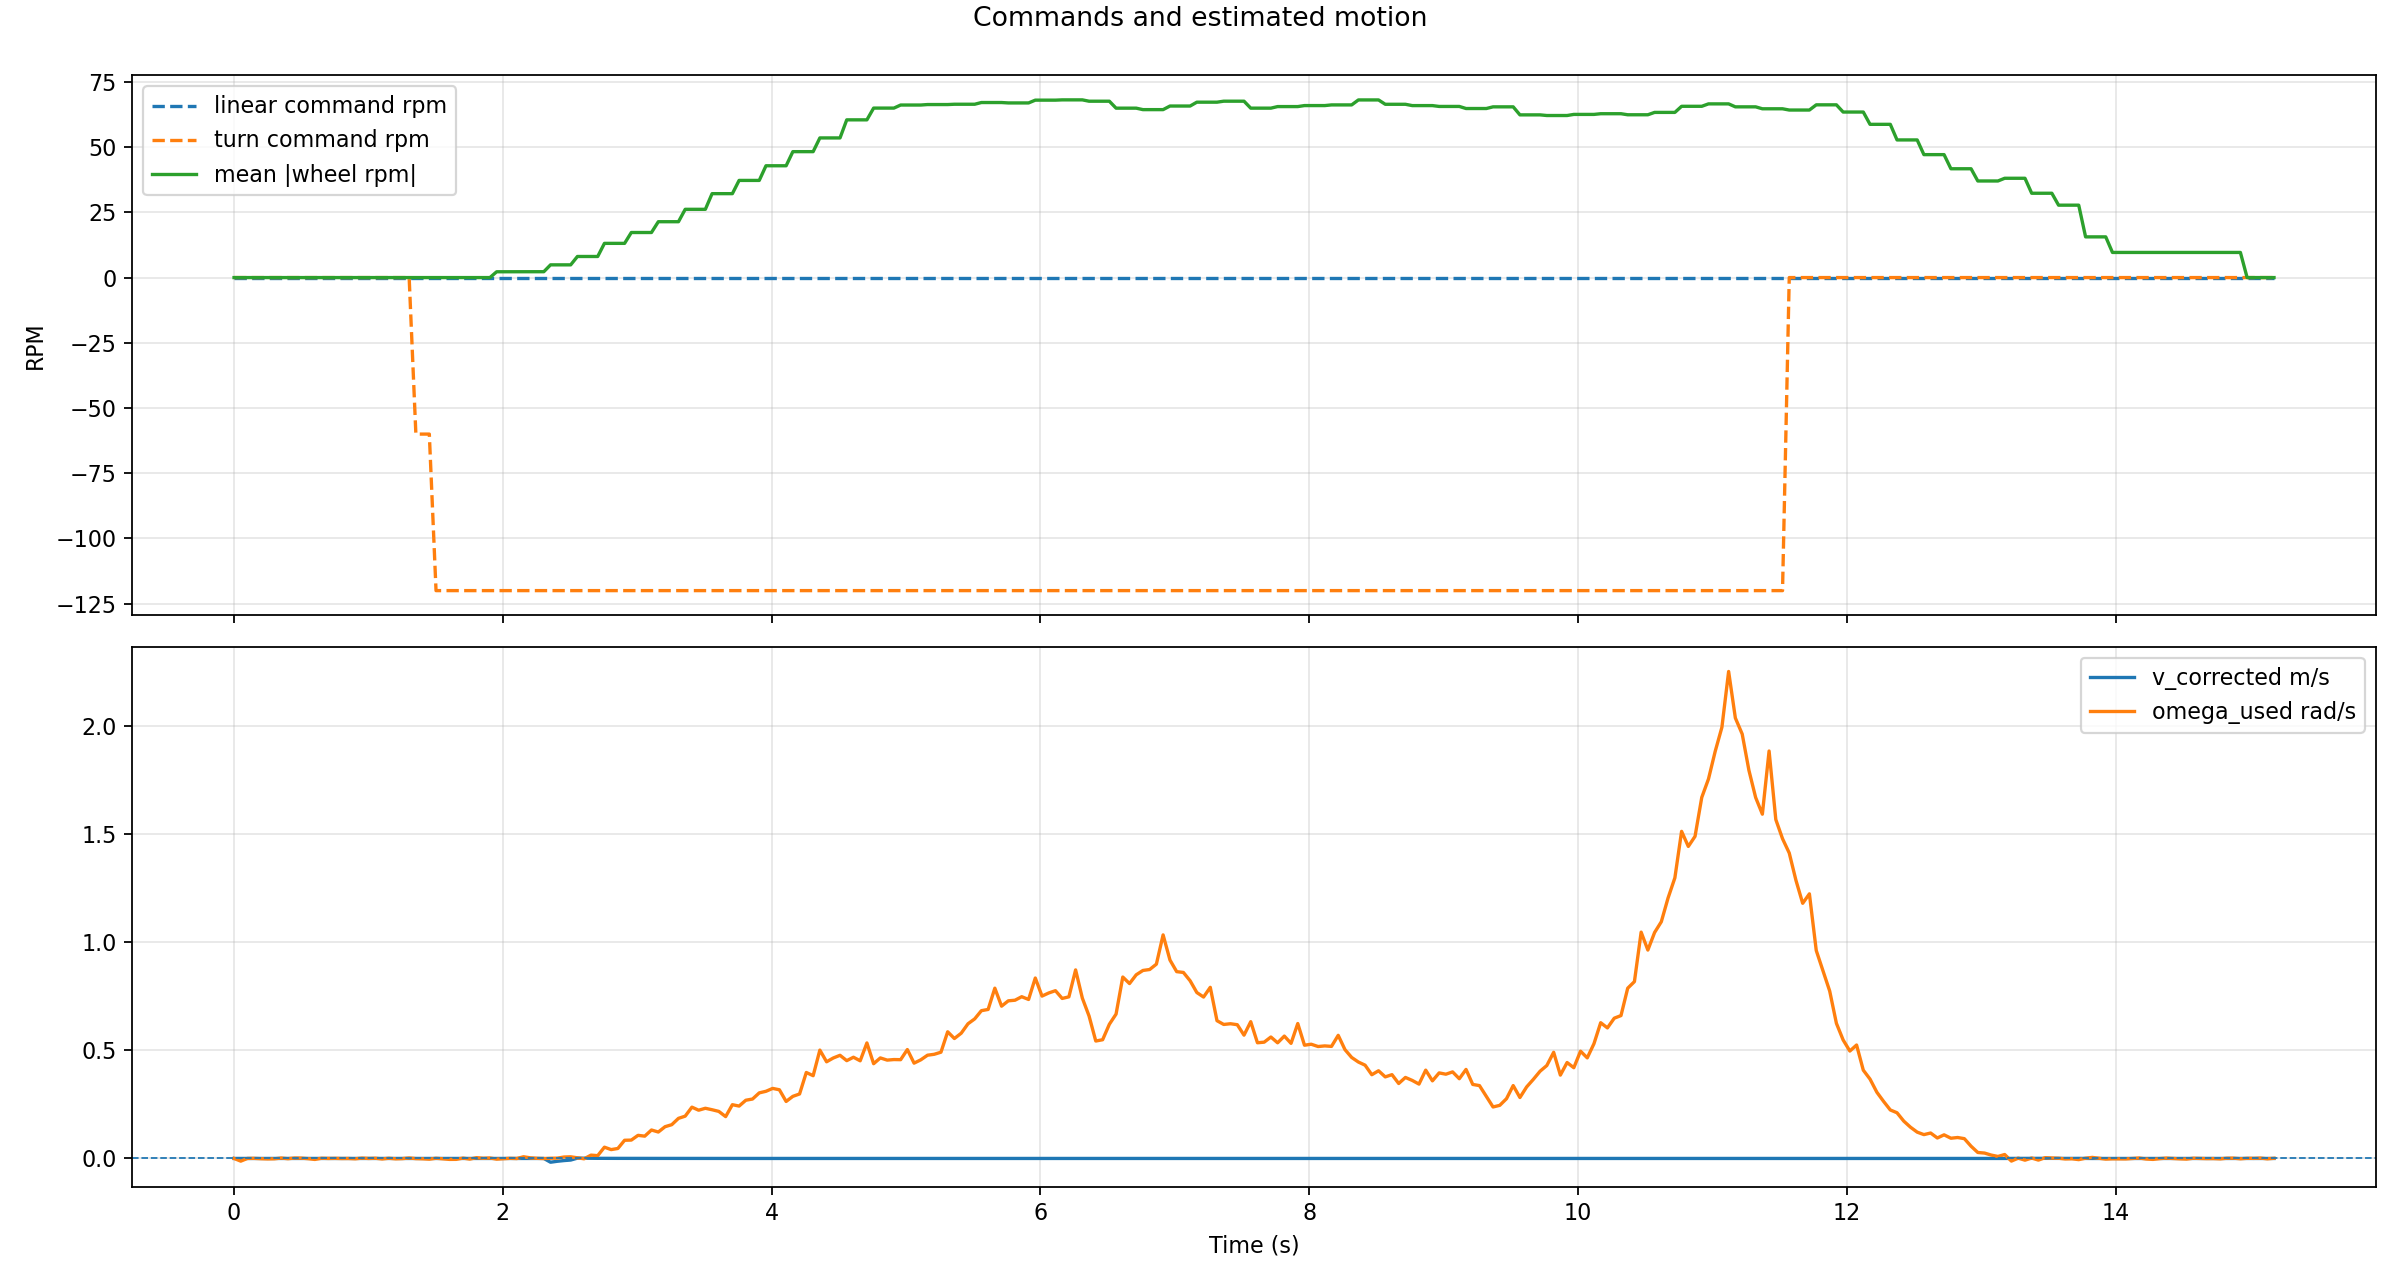 Commands and estimated motion
75
50
25
0
−25
−50
−75
−100
−125
RPM
linear command rpm
turn command rpm
mean |wheel rpm|
2.0
1.5
1.0
0.5
0.0
v_corrected m/s
omega_used rad/s
0 2 4 6 8 10 12 14
Time (s)